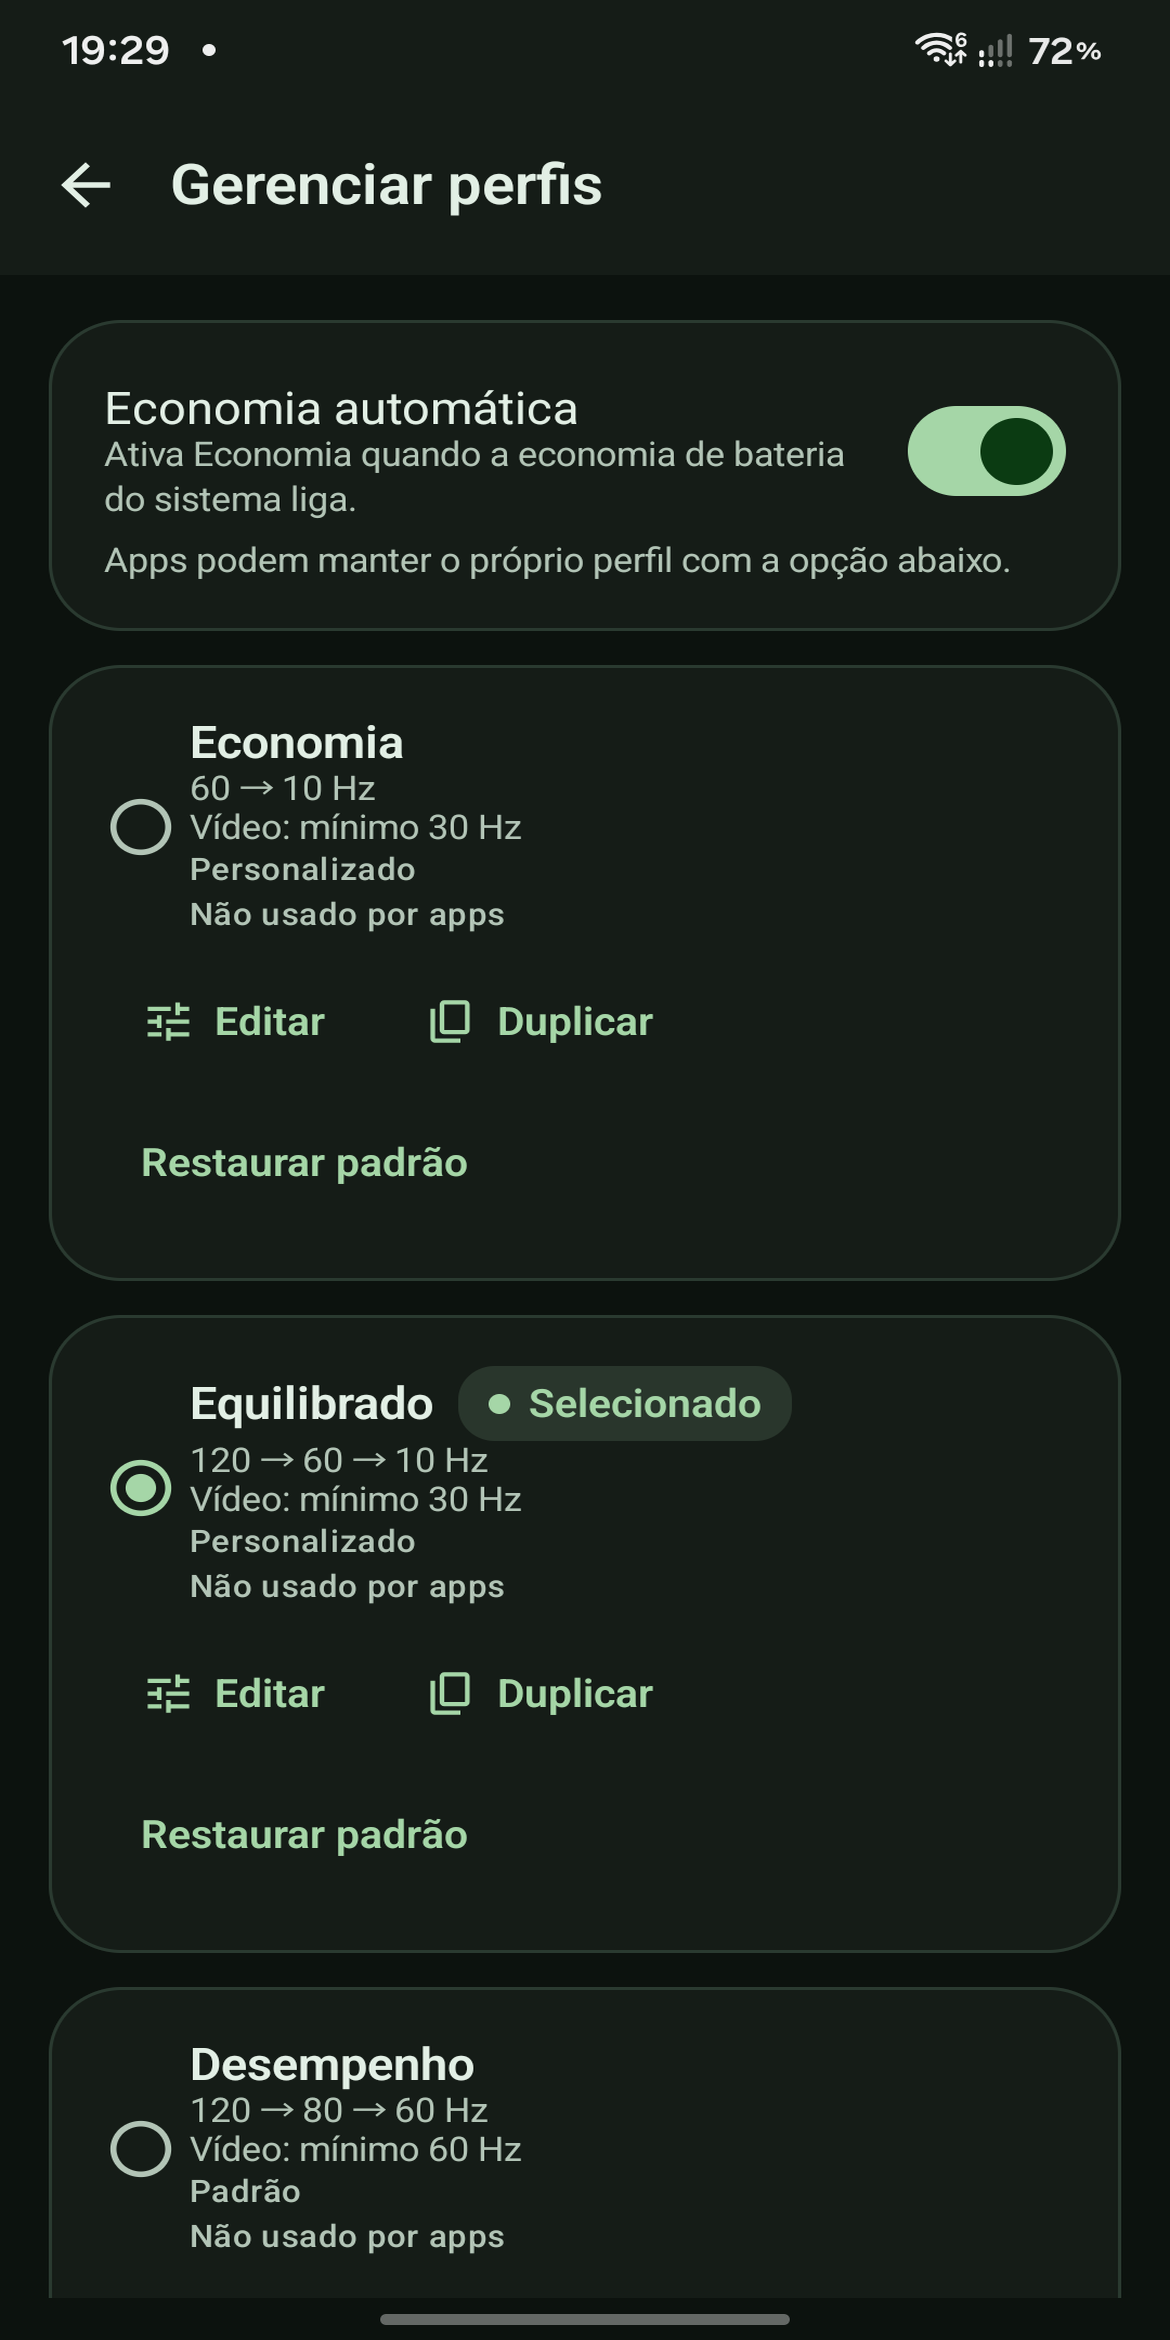 19:29
6
72%
Gerenciar perfis
Economia automática
Ativa Economia quando a economia de bateria
do sistema liga.
Apps podem manter o próprio perfil com a opção abaixo.
Economia
60 → 10 Hz
Vídeo: mínimo 30 Hz
Personalizado
Não usado por apps
Editar
Duplicar
Restaurar padrão
Equilibrado
Selecionado
120 → 60 → 10 Hz
Vídeo: mínimo 30 Hz
Personalizado
Não usado por apps
Editar
Duplicar
Restaurar padrão
Desempenho
120 → 80 → 60 Hz
Vídeo: mínimo 60 Hz
Padrão
Não usado por apps